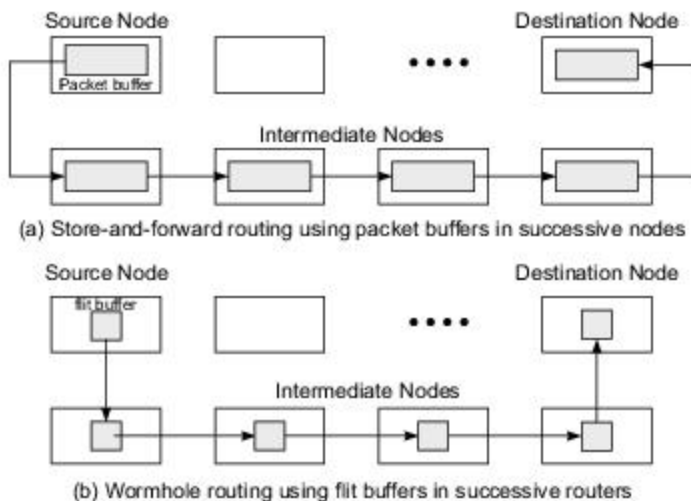 Source Node
Destination Node
Packet buffer
Intermediate Nodes
(a) Store-and-forward routing using packet buffers in successive nodes
Source Node
Destination Node
flit buffer
Intermediate Nodes
(b) Wormhole routing using flit buffers in successive routers